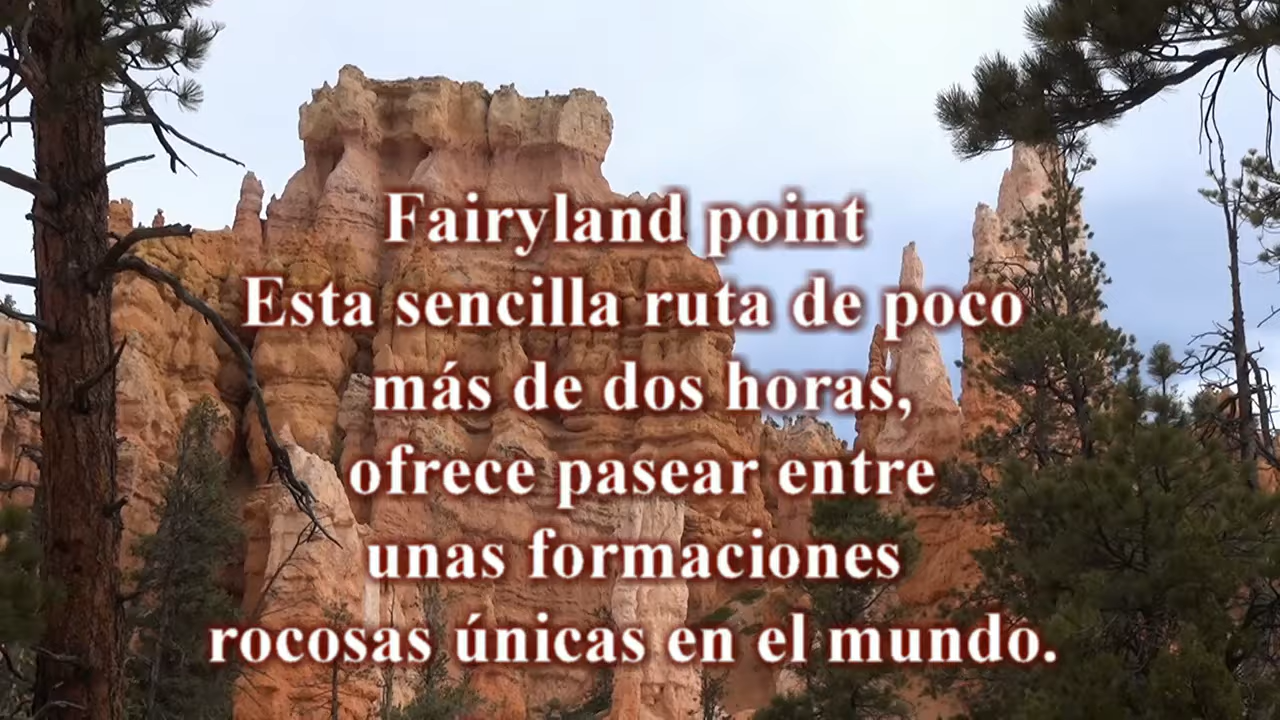 Fairyland point
Esta sencilla ruta de poco
más de dos horas,
ofrece pasear entre
unas formaciones
rocosas únicas en el mundo.